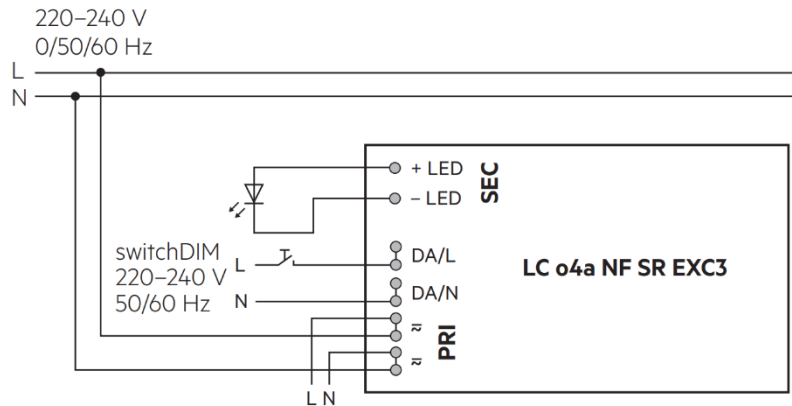 220–240 V
0/50/60 Hz
L
N
+ LED
– LED
SEC
switchDIM
220–240 V
50/60 Hz
L
N
DA/L
DA/N
PRI
LC o4a NF SR EXC3
L N